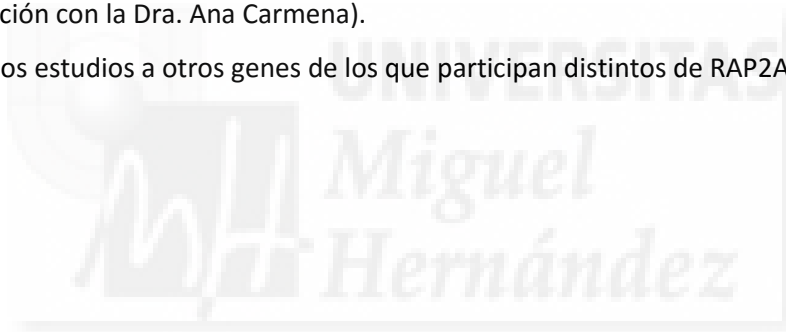 ción con la Dra. Ana Carmena).
os estudios a otros genes de los que participan distintos de RAP2A
UNIVERSITAS
Miguel
Hernández